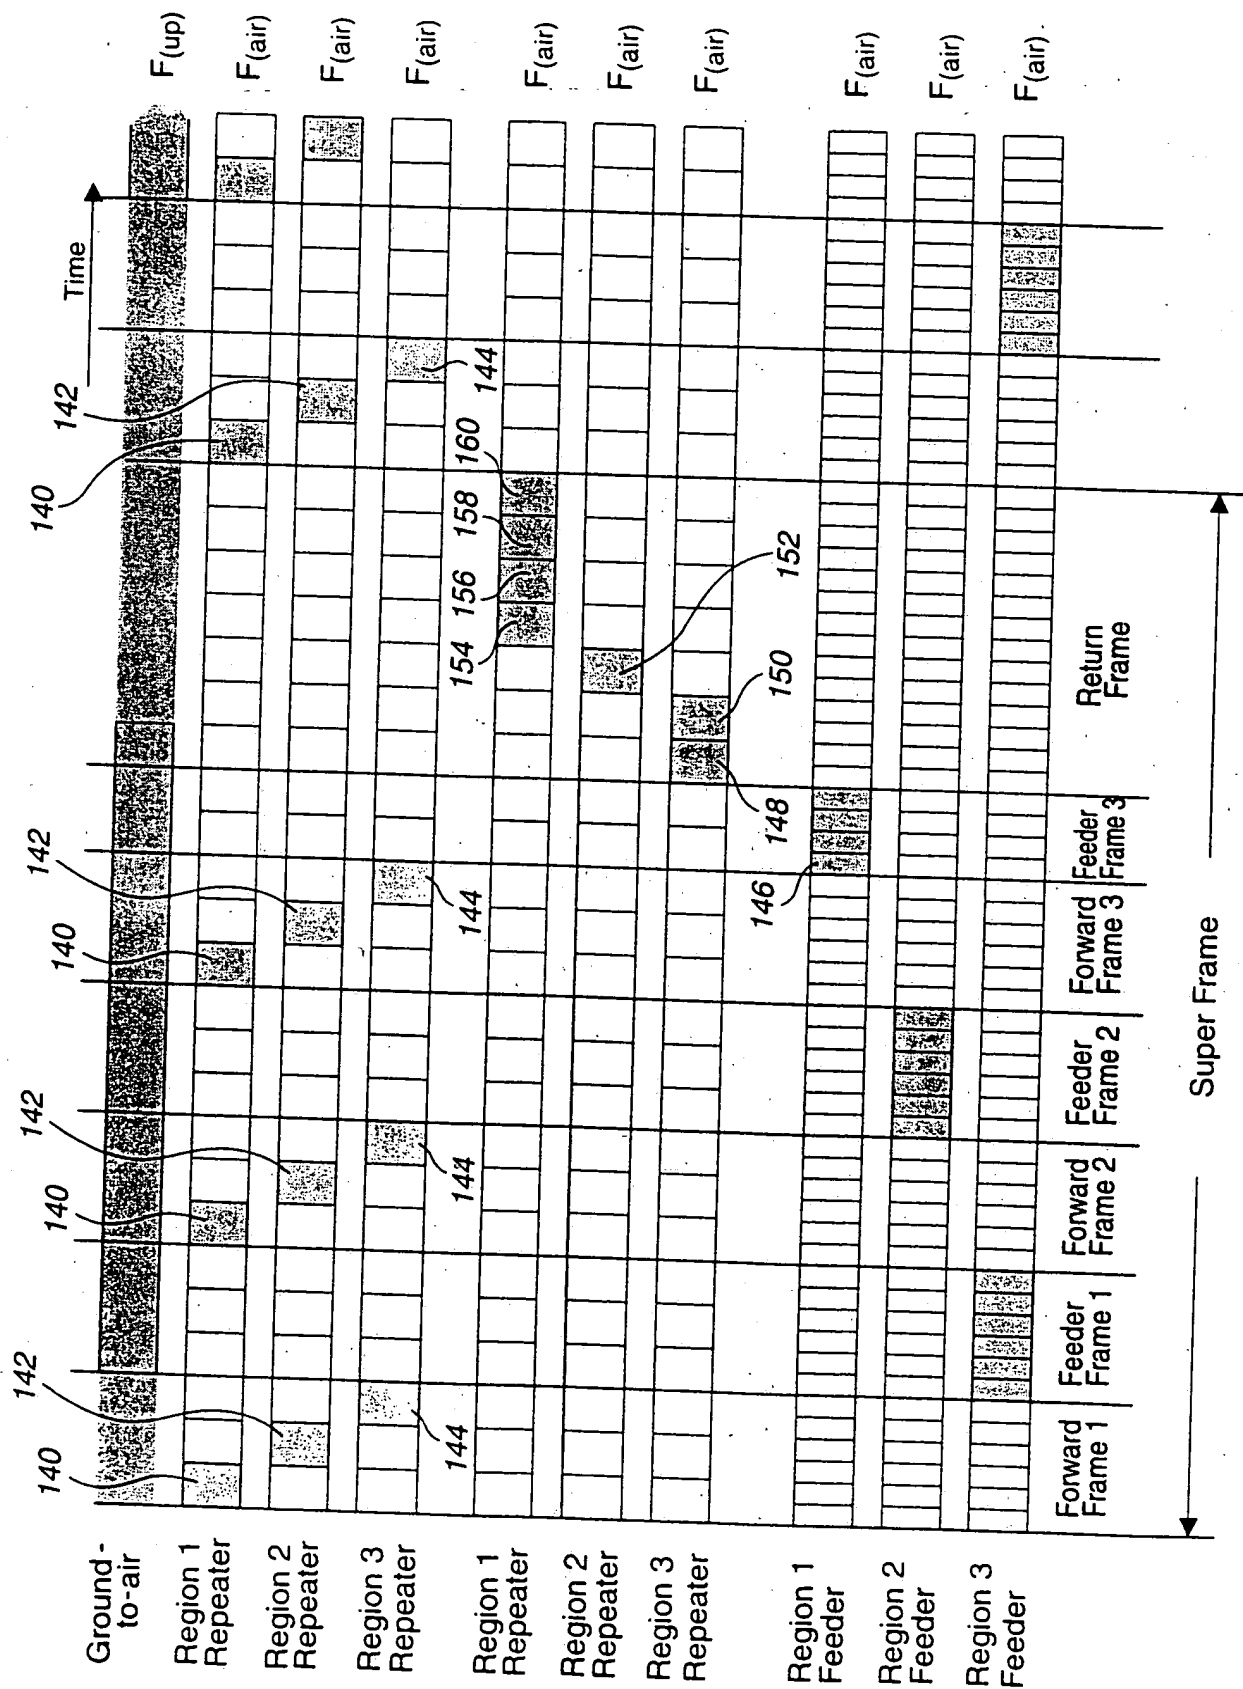 Time
Ground-
to-air
F(up)
Region 1
Repeater
F(air)
Region 2
Repeater
F(air)
Region 3
Repeater
F(air)
Region 1
Repeater
F(air)
Region 2
Repeater
F(air)
Region 3
Repeater
F(air)
Region 1
Feeder
F(air)
Region 2
Feeder
F(air)
Region 3
Feeder
F(air)
140
142
144
140
142
144
140
142
144
140
142
144
146
148
150
152
154
156
158
160
Forward
Frame 1
Feeder
Frame 1
Forward
Frame 2
Feeder
Frame 2
Forward
Frame 3
Feeder
Frame 3
Return
Frame
Super Frame